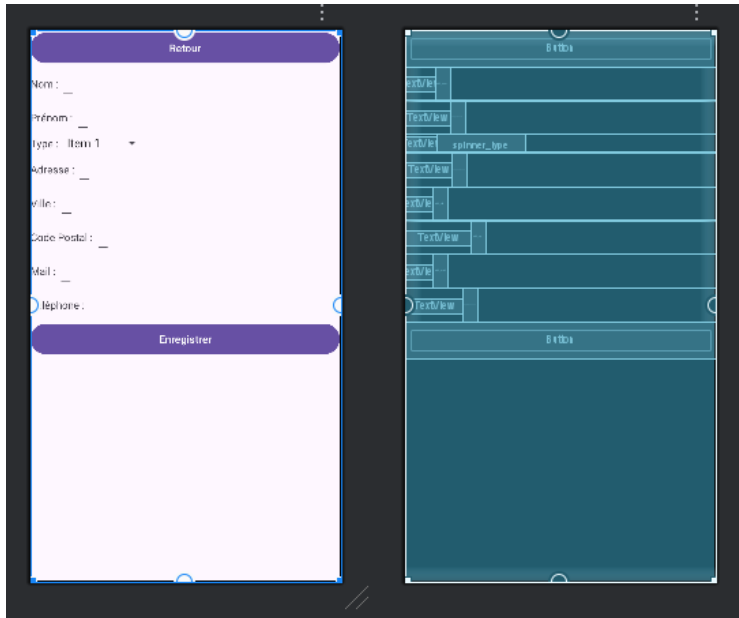 Retour
Nom :
Prénom :
Type : Item 1
Adresse :
Ville :
Code Postal :
Mail :
léphone :
Enregistrer
Button
TextView
spinner_type
TextView
TextView
TextView
Button